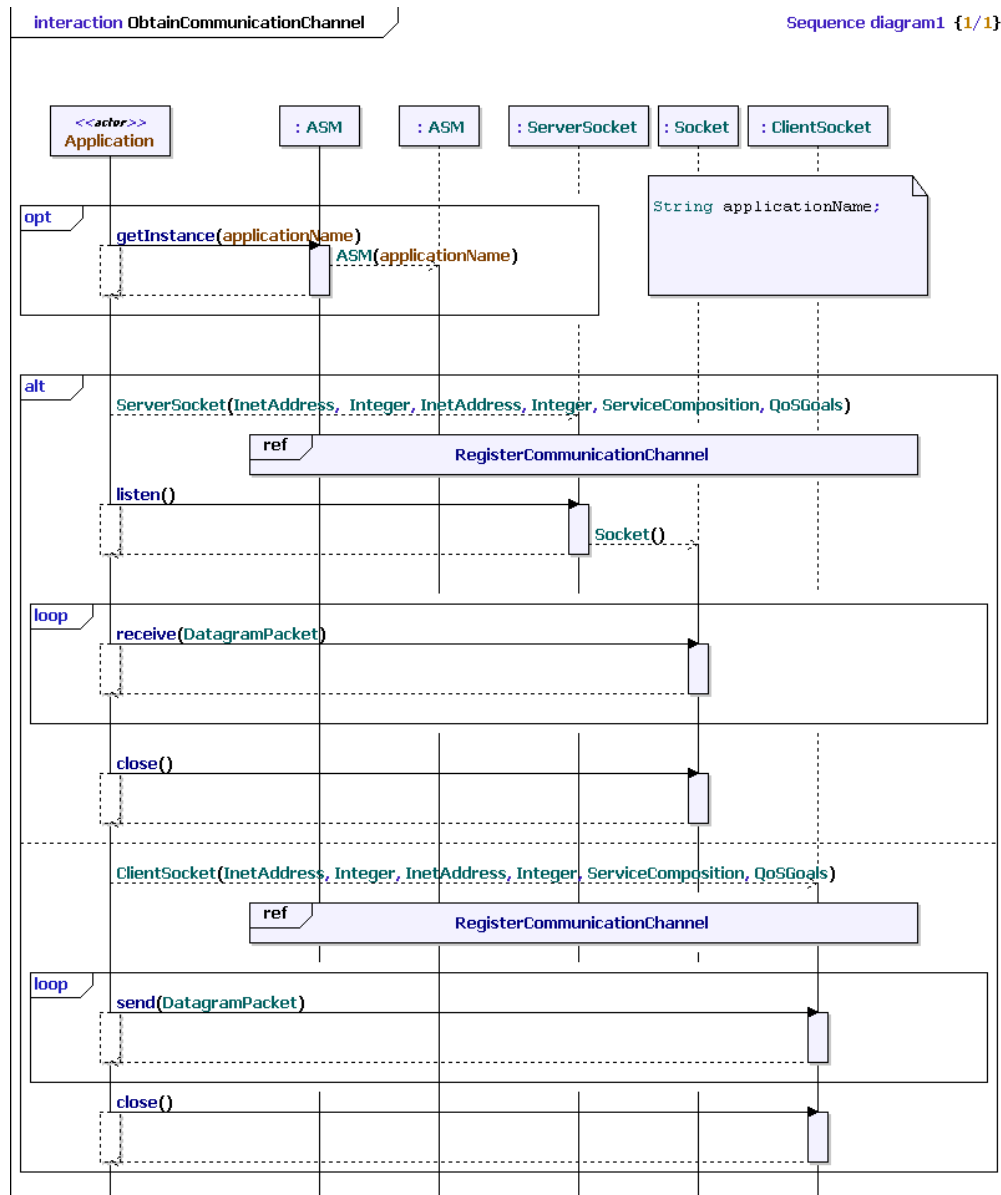 interaction ObtainCommunicationChannel
Sequence diagram1 {1/1}
<<actor>>
Application
: ASM
: ASM
: ServerSocket
: Socket
: ClientSocket
String applicationName;
opt
getInstance(applicationName)
ASM(applicationName)
alt
ServerSocket(InetAddress, Integer, InetAddress, Integer, ServiceComposition, QoSGoals)
ref
RegisterCommunicationChannel
listen()
Socket()
loop
receive(DatagramPacket)
close()
ClientSocket(InetAddress, Integer, InetAddress, Integer, ServiceComposition, QoSGoals)
ref
RegisterCommunicationChannel
loop
send(DatagramPacket)
close()